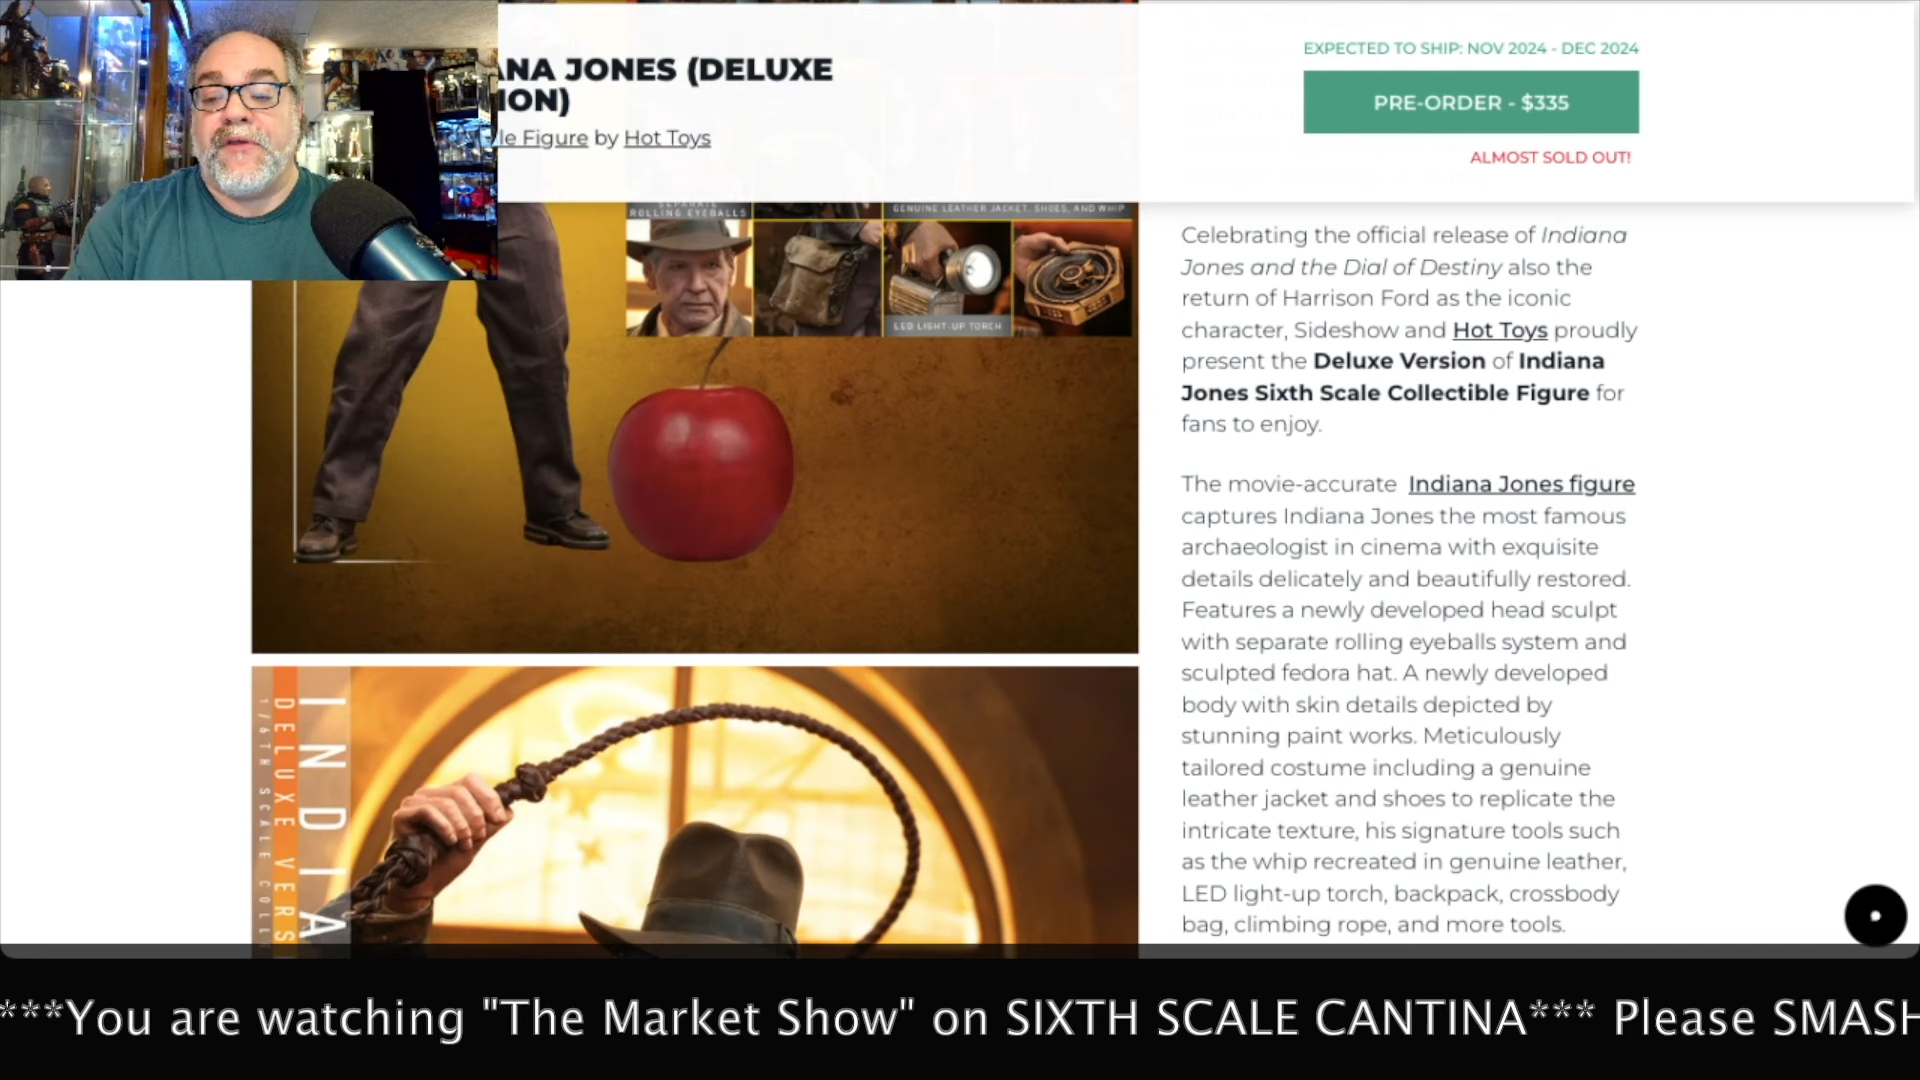 ANA JONES (DELUXE
ION)
le Figure by Hot Toys
EXPECTED TO SHIP: NOV 2024 - DEC 2024
PRE-ORDER - $335
ALMOST SOLD OUT!
SEPARATE
ROLLING EYEBALLS
GENUINE LEATHER JACKET, SHOES, AND WHIP
LED LIGHT-UP TORCH
Celebrating the official release of Indiana
Jones and the Dial of Destiny also the
return of Harrison Ford as the iconic
character, Sideshow and Hot Toys proudly
present the Deluxe Version of Indiana
Jones Sixth Scale Collectible Figure for
fans to enjoy.
The movie-accurate Indiana Jones figure
captures Indiana Jones the most famous
archaeologist in cinema with exquisite
details delicately and beautifully restored.
Features a newly developed head sculpt
with separate rolling eyeballs system and
sculpted fedora hat. A newly developed
body with skin details depicted by
stunning paint works. Meticulously
tailored costume including a genuine
leather jacket and shoes to replicate the
intricate texture, his signature tools such
as the whip recreated in genuine leather,
LED light-up torch, backpack, crossbody
bag, climbing rope, and more tools.
INDIA
DELUXE VERS
1/6TH SCALE COLL
***You are watching "The Market Show" on SIXTH SCALE CANTINA*** Please SMASH